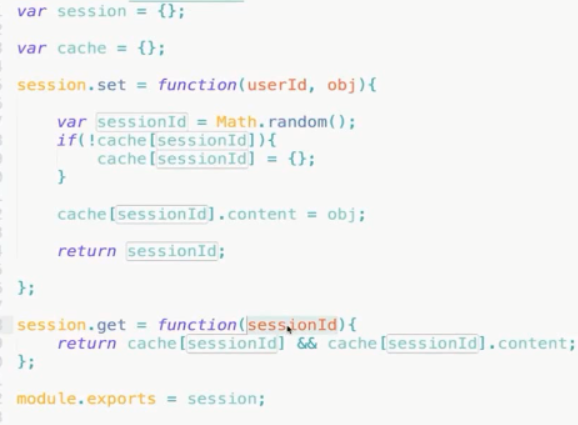 var session = {};
var cache = {};
session.set = function(userId, obj){
var sessionId = Math.random();
if(!cache[sessionId]){
cache[sessionId] = {};
}
cache[sessionId].content = obj;
return sessionId;
};
session.get = function(sessionId){
return cache[sessionId] && cache[sessionId].content;
};
module.exports = session;